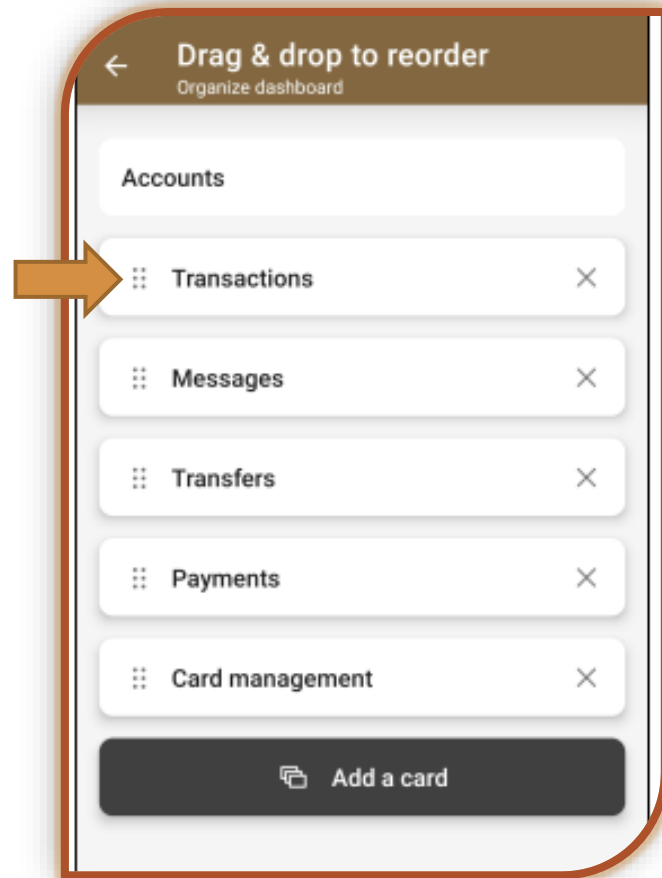 Drag & drop to reorder
Organize dashboard
Accounts
Transactions
Messages
Transfers
Payments
Card management
Add a card